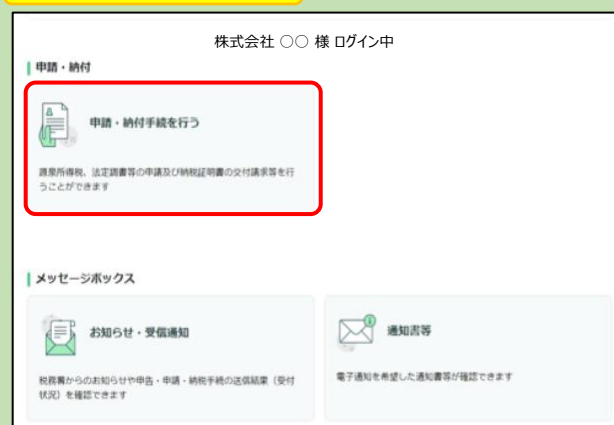 株式会社 ○○ 様 ログイン中
申請・納付
申請・納付手続を行う
源泉所得税、法定調書等の申請及び納税証明書の交付請求等を行
うことができます
メッセージボックス
お知らせ・受信通知
通知書等
税務署からのお知らせや申告・申請・納税手続の送信結果（受付
状況）を確認できます
電子通知を希望した通知書等が確認できます